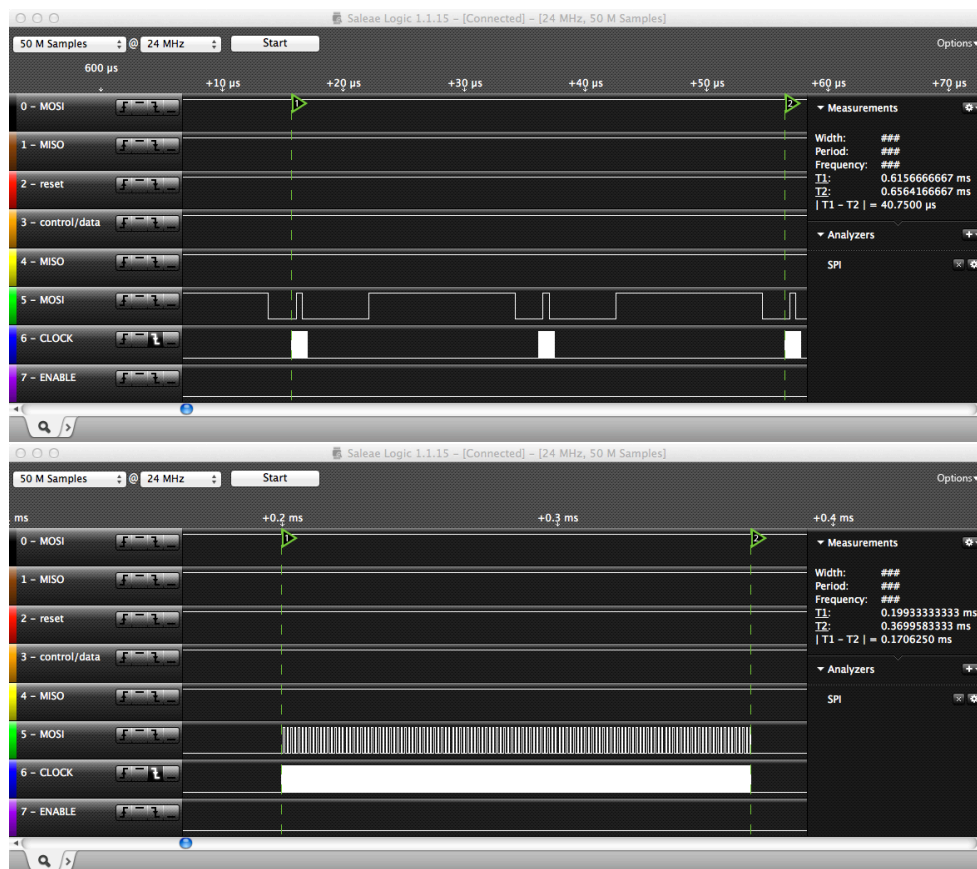 Saleae Logic 1.1.15 – [Connected] – [24 MHz, 50 M Samples]
50 M Samples @ 24 MHz Start Options
600 µs
+10 µs +20 µs +30 µs +40 µs +50 µs +60 µs +70 µs
0 – MOSI 1 2
1 – MISO
2 – reset
3 – control/data
4 – MISO
5 – MOSI
6 – CLOCK
7 – ENABLE
Measurements
Width: ###
Period: ###
Frequency: ###
T1: 0.6156666667 ms
T2: 0.6564166667 ms
| T1 – T2 | = 40.7500 µs
Analyzers
SPI
Saleae Logic 1.1.15 – [Connected] – [24 MHz, 50 M Samples]
50 M Samples @ 24 MHz Start Options
ms +0.2 ms +0.3 ms +0.4 ms
0 – MOSI 1 2
1 – MISO
2 – reset
3 – control/data
4 – MISO
5 – MOSI
6 – CLOCK
7 – ENABLE
Measurements
Width: ###
Period: ###
Frequency: ###
T1: 0.19933333333 ms
T2: 0.3699583333 ms
| T1 – T2 | = 0.1706250 ms
Analyzers
SPI